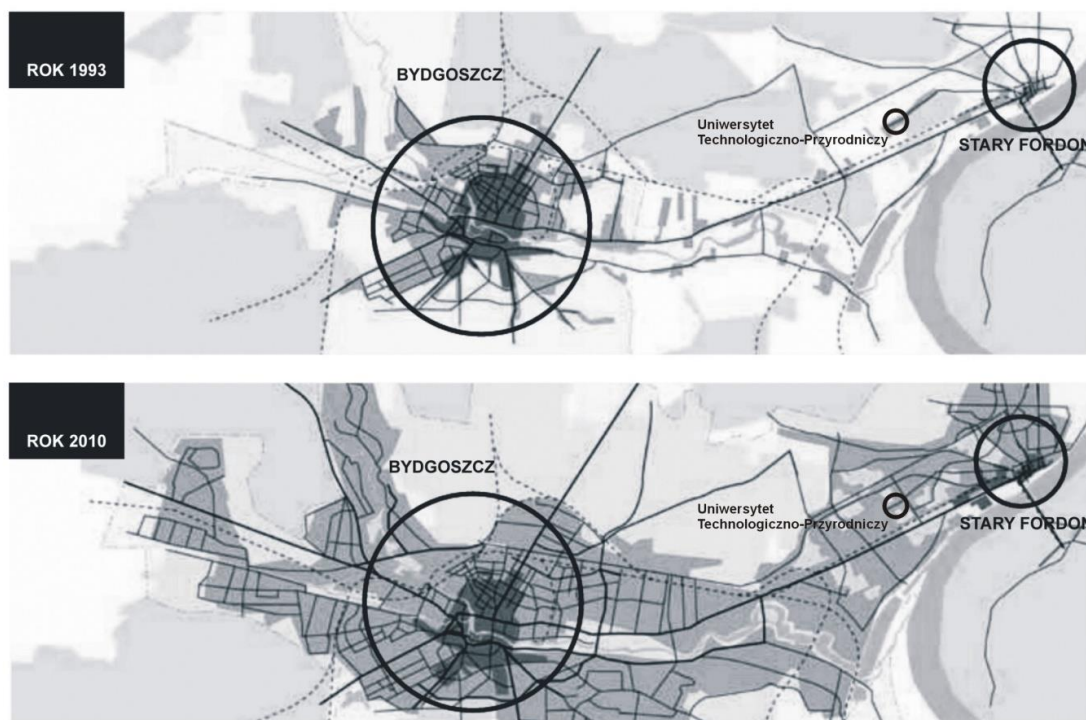 ROK 1993
BYDGOSZCZ
Uniwersytet
Technologiczno-Przyrodniczy
STARY FORDON
ROK 2010
BYDGOSZCZ
Uniwersytet
Technologiczno-Przyrodniczy
STARY FORDON